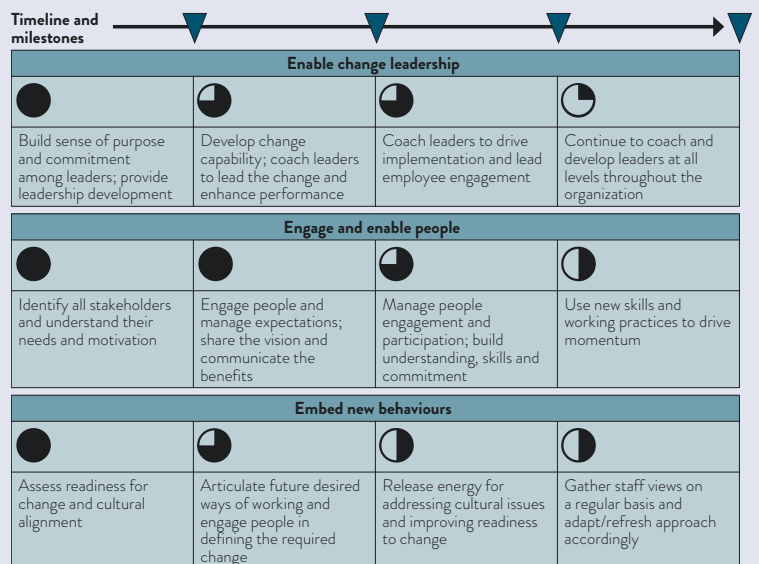 Timeline and
milestones
Enable change leadership
Build sense of purpose
and commitment
among leaders; provide
leadership development
Develop change
capability; coach leaders
to lead the change and
enhance performance
Coach leaders to drive
implementation and lead
employee engagement
Continue to coach and
develop leaders at all
levels throughout the
organization
Engage and enable people
Identify all stakeholders
and understand their
needs and motivation
Engage people and
manage expectations;
share the vision and
communicate the
benefits
Manage people
engagement and
participation; build
understanding, skills and
commitment
Use new skills and
working practices to drive
momentum
Embed new behaviours
Assess readiness for
change and cultural
alignment
Articulate future desired
ways of working and
engage people in
defining the required
change
Release energy for
addressing cultural issues
and improving readiness
to change
Gather staff views on
a regular basis and
adapt/refresh approach
accordingly